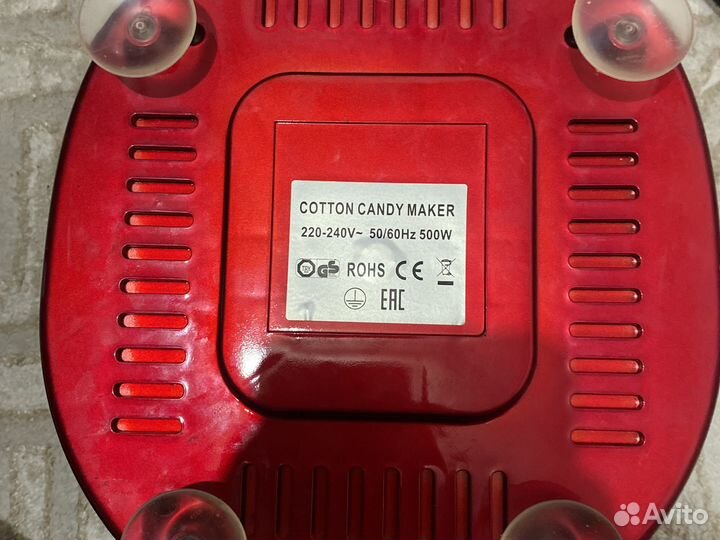 COTTON CANDY MAKER
220-240V~ 50/60Hz 500W
GS ROHS CE
EAC
Avito